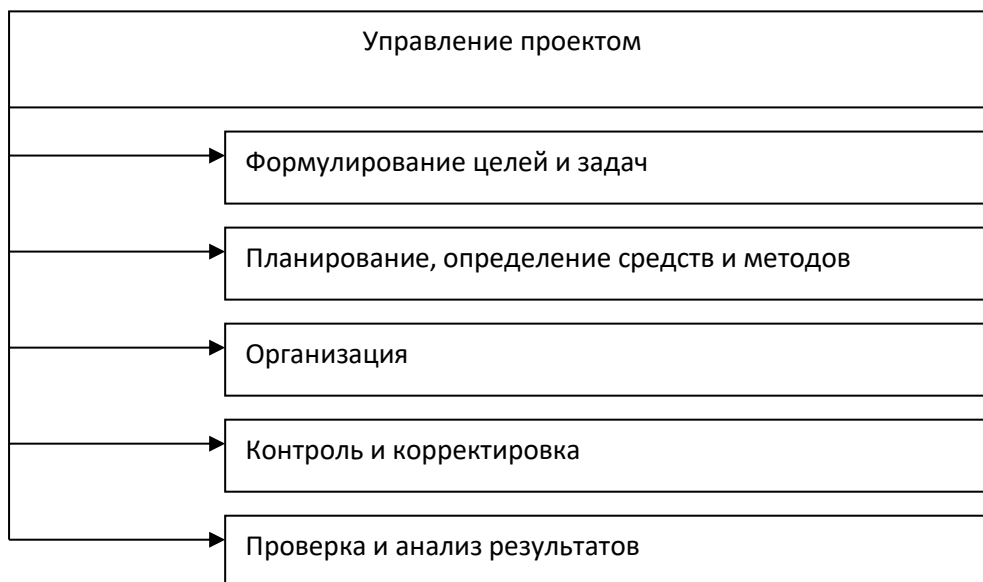 Управление проектом
Формулирование целей и задач
Планирование, определение средств и методов
Организация
Контроль и корректировка
Проверка и анализ результатов